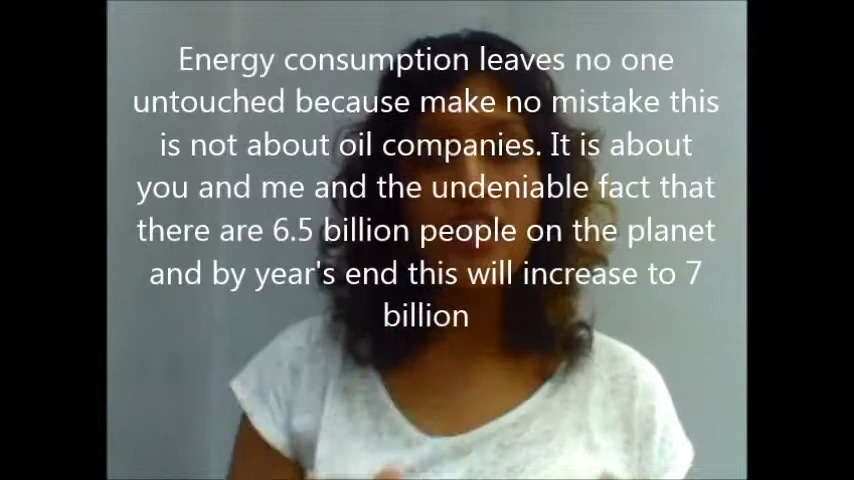 Energy consumption leaves no one
untouched because make no mistake this
is not about oil companies. It is about
you and me and the undeniable fact that
there are 6.5 billion people on the planet
and by year's end this will increase to 7
billion